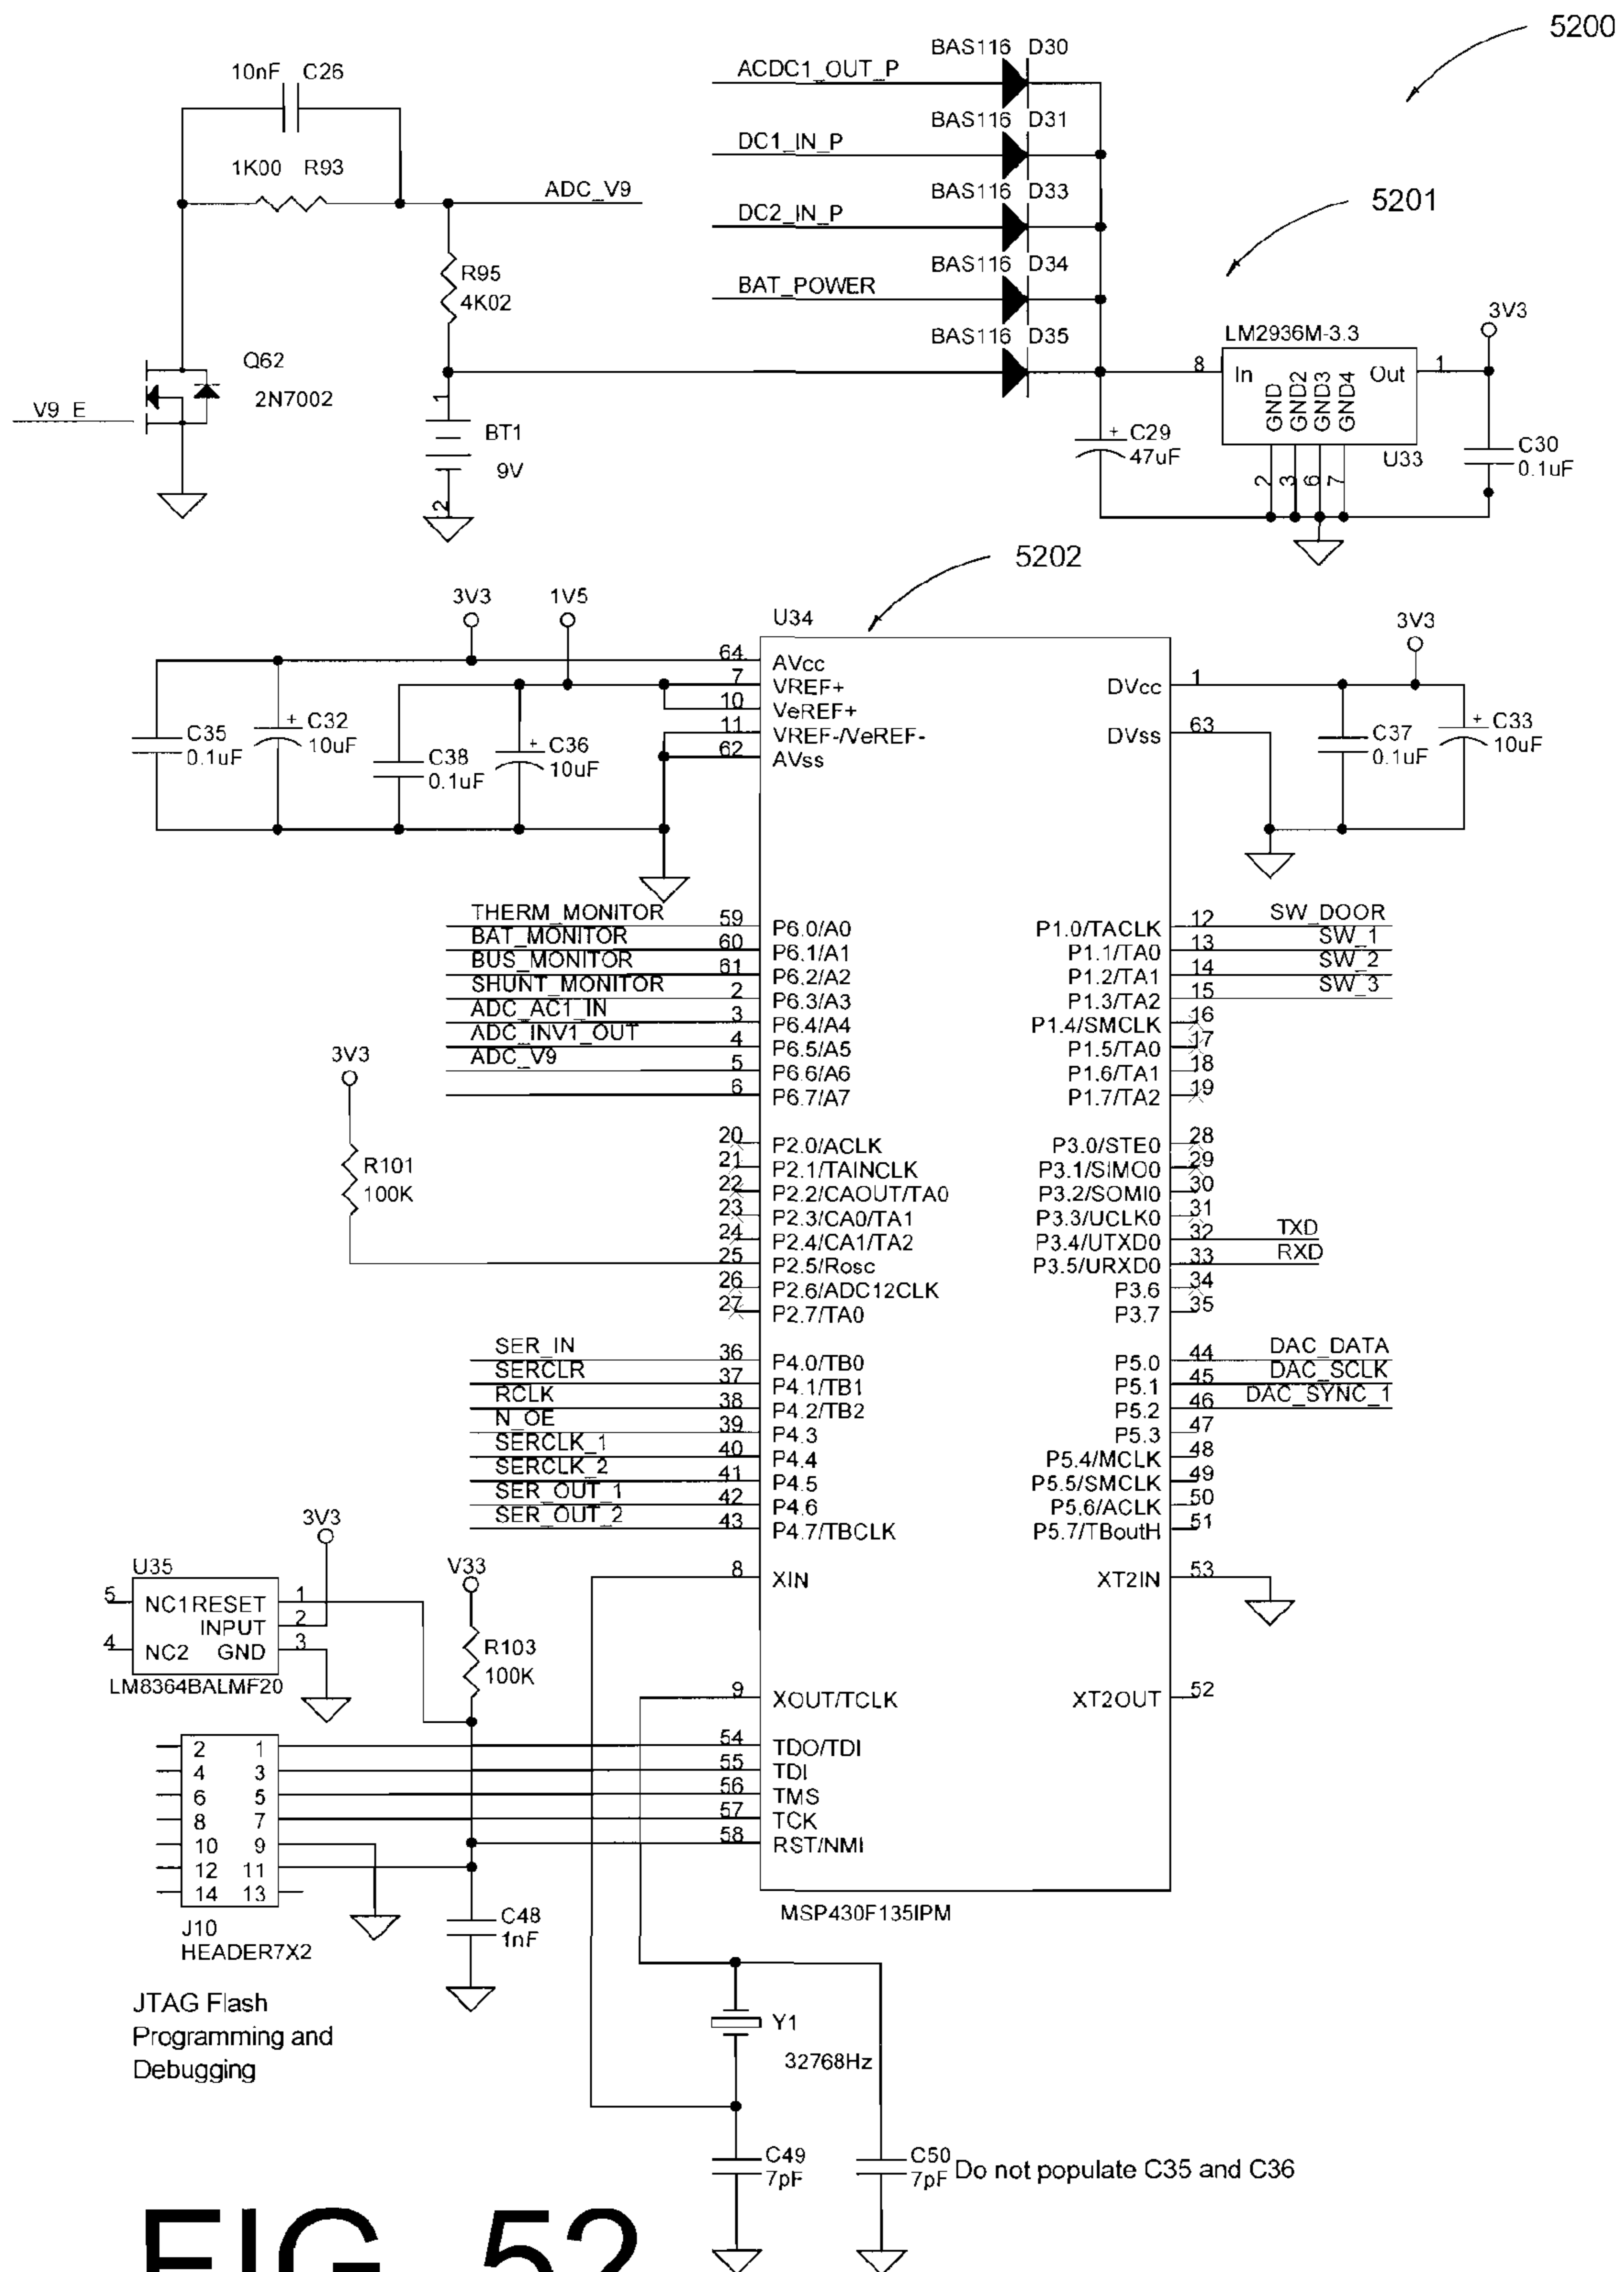 5200
10nF C26
1K00 R93
ADC_V9
R95
4K02
Q62
2N7002
V9_E
1
BT1
9V
2
ACDC1_OUT_P
BAS116 D30
DC1_IN_P
BAS116 D31
DC2_IN_P
BAS116 D33
BAT_POWER
BAS116 D34
BAS116 D35
5201
LM2936M-3.3
3V3
8 In Out 1
GND GND2 GND3 GND4
2 3 6 7
U33
+ C29
47uF
C30
0.1uF
5202
3V3 1V5
U34
3V3
64 AVcc
7 VREF+
10 VeREF+
11 VREF-/VeREF-
62 AVss
DVcc 1
DVss 63
C35
0.1uF
+ C32
10uF
C38
0.1uF
+ C36
10uF
C37
0.1uF
+ C33
10uF
THERM_MONITOR 59 P6.0/A0
BAT_MONITOR 60 P6.1/A1
BUS_MONITOR 61 P6.2/A2
SHUNT_MONITOR 2 P6.3/A3
ADC_AC1_IN 3 P6.4/A4
ADC_INV1_OUT 4 P6.5/A5
ADC_V9 5 P6.6/A6
6 P6.7/A7
P1.0/TACLK 12 SW_DOOR
P1.1/TA0 13 SW_1
P1.2/TA1 14 SW_2
P1.3/TA2 15 SW_3
P1.4/SMCLK 16
P1.5/TA0 17
P1.6/TA1 18
P1.7/TA2 19
3V3
R101
100K
20 P2.0/ACLK
21 P2.1/TAINCLK
22 P2.2/CAOUT/TA0
23 P2.3/CA0/TA1
24 P2.4/CA1/TA2
25 P2.5/Rosc
26 P2.6/ADC12CLK
27 P2.7/TA0
P3.0/STE0 28
P3.1/SIMO0 29
P3.2/SOMI0 30
P3.3/UCLK0 31
P3.4/UTXD0 32 TXD
P3.5/URXD0 33 RXD
P3.6 34
P3.7 35
SER_IN 36 P4.0/TB0
SERCLR 37 P4.1/TB1
RCLK 38 P4.2/TB2
N_OE 39 P4.3
SERCLK_1 40 P4.4
SERCLK_2 41 P4.5
SER_OUT_1 42 P4.6
SER_OUT_2 43 P4.7/TBCLK
P5.0 44 DAC_DATA
P5.1 45 DAC_SCLK
P5.2 46 DAC_SYNC_1
P5.3 47
P5.4/MCLK 48
P5.5/SMCLK 49
P5.6/ACLK 50
P5.7/TBoutH 51
8 XIN
XT2IN 53
9 XOUT/TCLK
XT2OUT 52
54 TDO/TDI
55 TDI
56 TMS
57 TCK
58 RST/NMI
MSP430F135IPM
3V3
U35
5 NC1 RESET 1
INPUT 2
4 NC2 GND 3
LM8364BALMF20
V33
R103
100K
2 1
4 3
6 5
8 7
10 9
12 11
14 13
J10
HEADER7X2
C48
1nF
JTAG Flash
Programming and
Debugging
Y1
32768Hz
C49
7pF
C50
7pF
Do not populate C35 and C36
FIG. 52